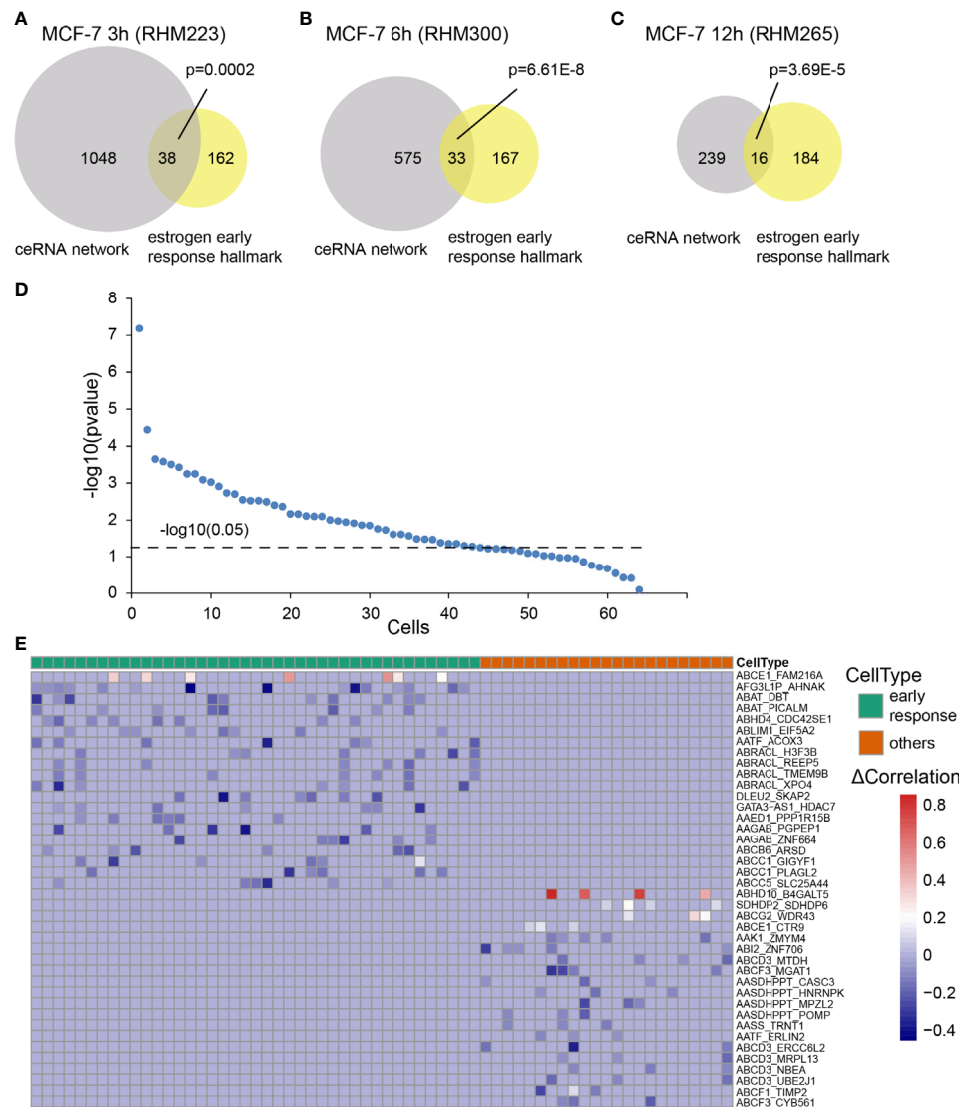 A
MCF-7 3h (RHM223)
p=0.0002
1048
38
162
ceRNA network
estrogen early
response hallmark
B
MCF-7 6h (RHM300)
p=6.61E-8
575
33
167
ceRNA network
estrogen early
response hallmark
C
MCF-7 12h (RHM265)
p=3.69E-5
239
16
184
ceRNA network
estrogen early
response hallmark
D
8
7
6
5
4
3
2
1
0
-log10(pvalue)
-log10(0.05)
0
10
20
30
40
50
60
Cells
E
CellType
ABCE1_FAM216A
AFG3L1P_AHNAK
ABAT_DBT
ABAT_PICALM
ABHD4_CDC42SE1
ABLIM1_EIF5A2
AATF_ACOX3
ABRACL_H3F3B
ABRACL_REEP5
ABRACL_TMEM9B
ABRACL_XPO4
DLEU2_SKAP2
GATA3-AS1_HDAC7
AAED1_PPP1R15B
AAGAB_PGPEP1
AAGAB_ZNF664
ABCB6_ARSD
ABCC1_GIGYF1
ABCC1_PLAGL2
ABCC5_SLC25A44
ABHD10_B4GALT5
SDHDP2_SDHDP6
ABCG2_WDR43
ABCE1_CTR9
AAK1_ZMYM4
ABI2_ZNF706
ABCD3_MTDH
ABCF3_MGAT1
AASDHPPT_CASC3
AASDHPPT_HNRNPK
AASDHPPT_MPZL2
AASDHPPT_POMP
AASS_TRNT1
AATF_ERLIN2
ABCD3_ERCC6L2
ABCD3_MRPL13
ABCD3_NBEA
ABCD3_UBE2J1
ABCF1_TIMP2
ABCF3_CYB561
CellType
early
response
others
ΔCorrelation
0.8
0.6
0.4
0.2
0
−0.2
−0.4